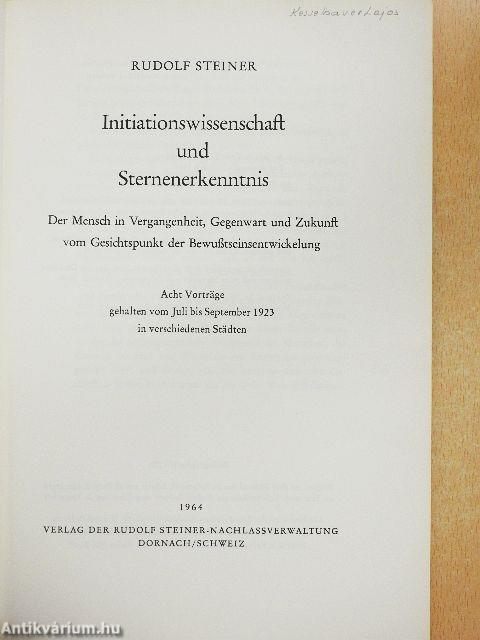 Kesselbauer Lajos
RUDOLF STEINER
Initiationswissenschaft
und
Sternenerkenntnis
Der Mensch in Vergangenheit, Gegenwart und Zukunft
vom Gesichtspunkt der Bewußtseinsentwickelung
Acht Vorträge
gehalten vom Juli bis September 1923
in verschiedenen Städten
1964
VERLAG DER RUDOLF STEINER-NACHLASSVERWALTUNG
DORNACH/SCHWEIZ
Antikvárium.hu